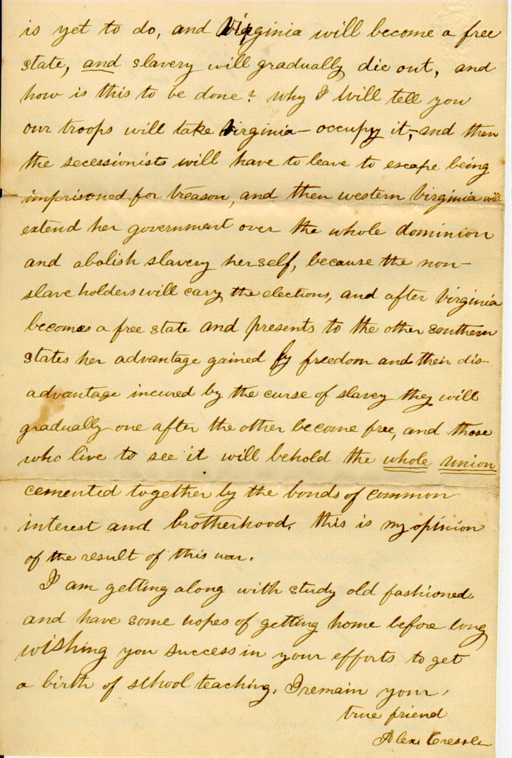 is yet to do, and Virginia will become a free
state, and slavery will gradually die out, and
how is this to be done? why I will tell you
our troops will take Virginia - occupy it, and then
the secessionists will have to leave to escape being
imprisoned for treason, and then western Virginia will
extend her government over the whole dominion
and abolish slavery herself, because the non-
slave holders will cary the elections, and after Virginia
becomes a free state and presents to the other southern
states her advantage gained by freedom and their dis-
advantage incured by the curse of slavey they will
gradually one after the other become free, and those
who live to see it will behold the whole union
cemented together by the bonds of common
interest and brotherhood. this is my opinion
of the result of this war.
I am getting along with study old fashioned
and have some hopes of getting home before long
wishing you success in your efforts to get
a birth of school teaching. I remain your,
true friend
Alex Cressler